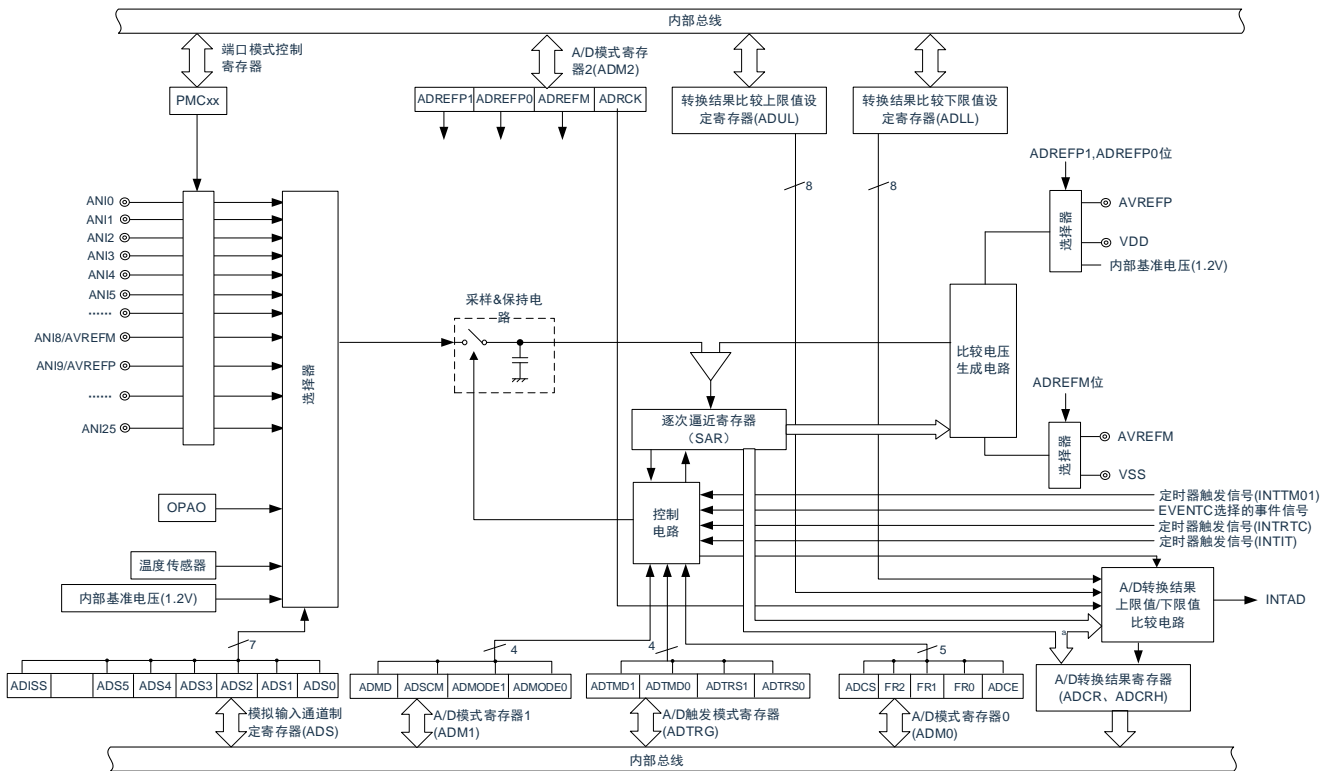 内部总线
端口模式控制
寄存器
PMCxx
A/D模式寄存
器2(ADM2)
ADREFP1 ADREFP0 ADREFM ADRCK
转换结果比较上限值设
定寄存器(ADUL)
转换结果比较下限值设
定寄存器(ADLL)
8
8
ADREFP1,ADREFP0位
选择器
AVREFP
VDD
内部基准电压(1.2V)
ANI0
ANI1
ANI2
ANI3
ANI4
ANI5
......
ANI8/AVREFM
ANI9/AVREFP
......
ANI25
选择器
采样&保持电
路
比较电压
生成电路
ADREFM位
选择器
AVREFM
VSS
逐次逼近寄存器
（SAR）
OPAO
温度传感器
内部基准电压(1.2V)
控制
电路
定时器触发信号(INTTM01)
EVENTC选择的事件信号
定时器触发信号(INTRTC)
定时器触发信号(INTIT)
A/D转换结果
上限值/下限值
比较电路
INTAD
7
4
4
5
a
ADISS ADS5 ADS4 ADS3 ADS2 ADS1 ADS0
模拟输入通道制
定寄存器(ADS)
ADMD ADSCM ADMODE1 ADMODE0
A/D模式寄存器1
(ADM1)
ADTMD1 ADTMD0 ADTRS1 ADTRS0
A/D触发模式寄存器
(ADTRG)
ADCS FR2 FR1 FR0 ADCE
A/D模式寄存器0
(ADM0)
A/D转换结果寄存器
(ADCR、ADCRH)
内部总线